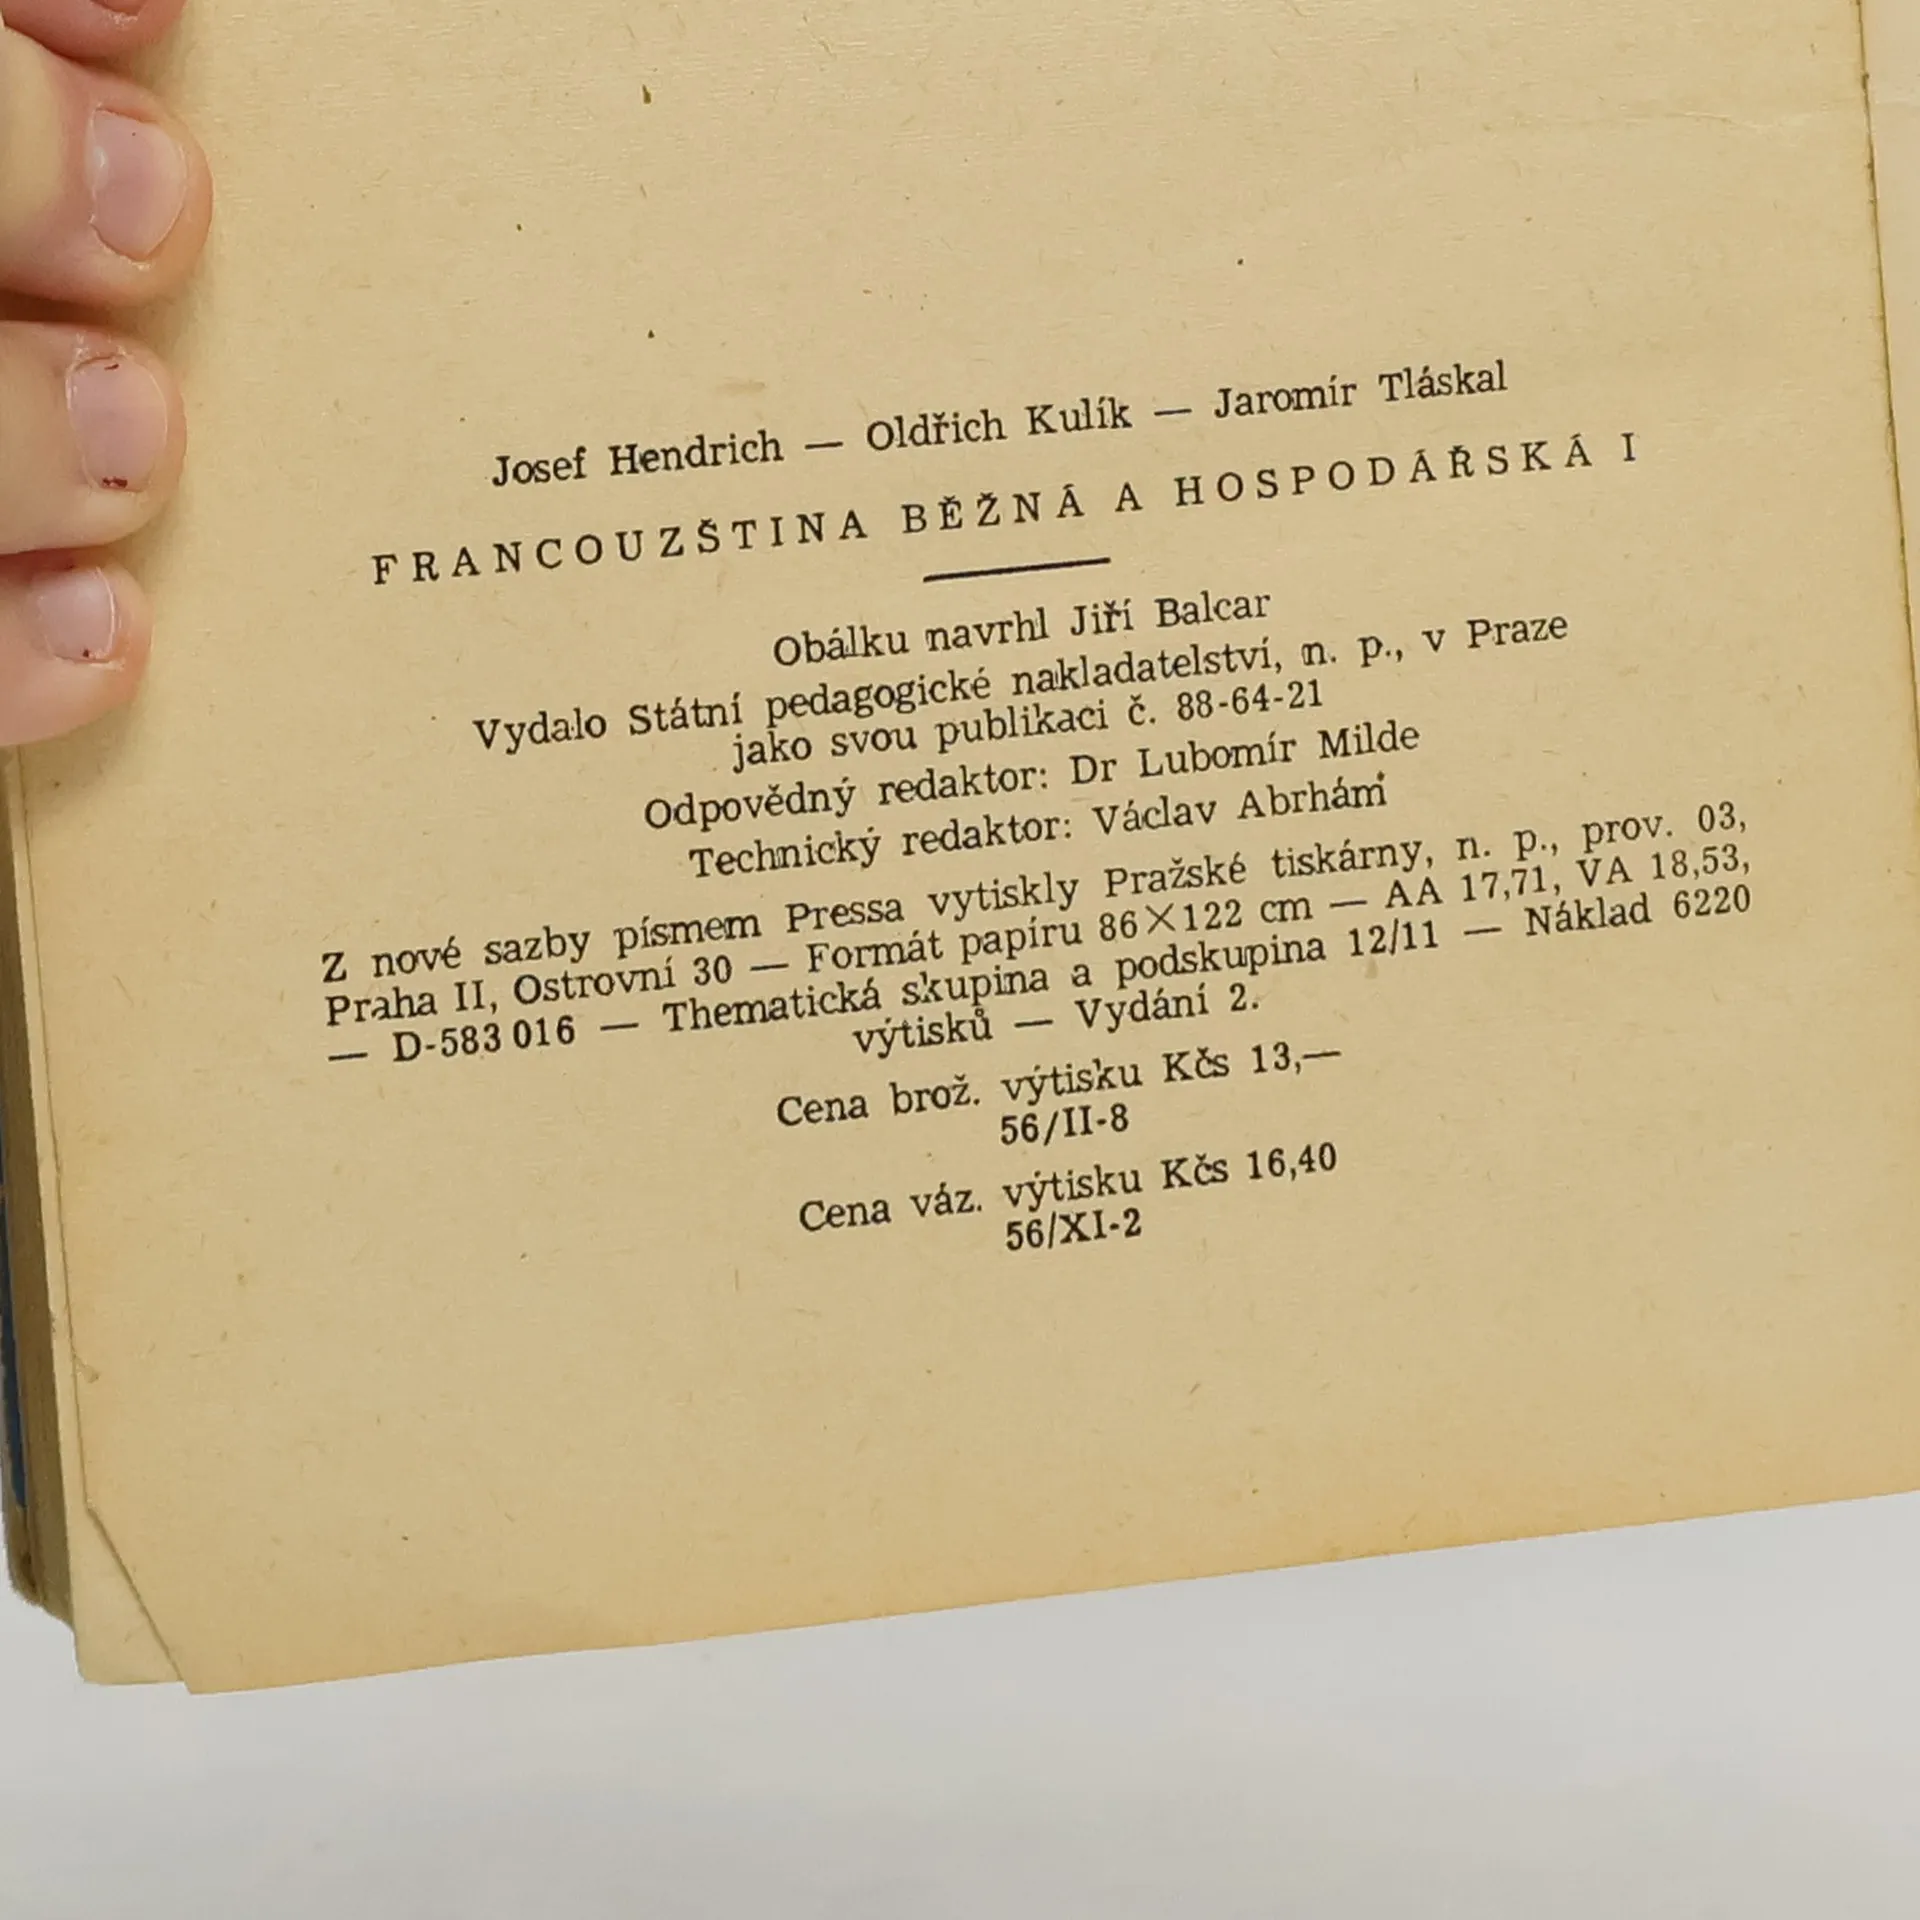 Josef Hendrich — Oldřich Kulík — Jaromír Tláskal
FRANCOUZŠTINA BĚŽNÁ A HOSPODÁŘSKÁ I
Obálku navrhl Jiří Balcar
Vydalo Státní pedagogické nakladatelství, n. p., v Praze
jako svou publikaci č. 88-64-21
Odpovědný redaktor: Dr Lubomír Milde
Technický redaktor: Václav Abrhám
Z nové sazby písmem Pressa vytiskly Pražské tiskárny, n. p., prov. 03,
Praha II, Ostrovní 30 — Formát papíru 86×122 cm — AA 17,71, VA 18,53,
— D-583 016 — Thematická skupina a podskupina 12/11 — Náklad 6220
výtisků — Vydání 2.
Cena brož. výtisku Kčs 13,—
56/II-8
Cena váz. výtisku Kčs 16,40
56/XI-2